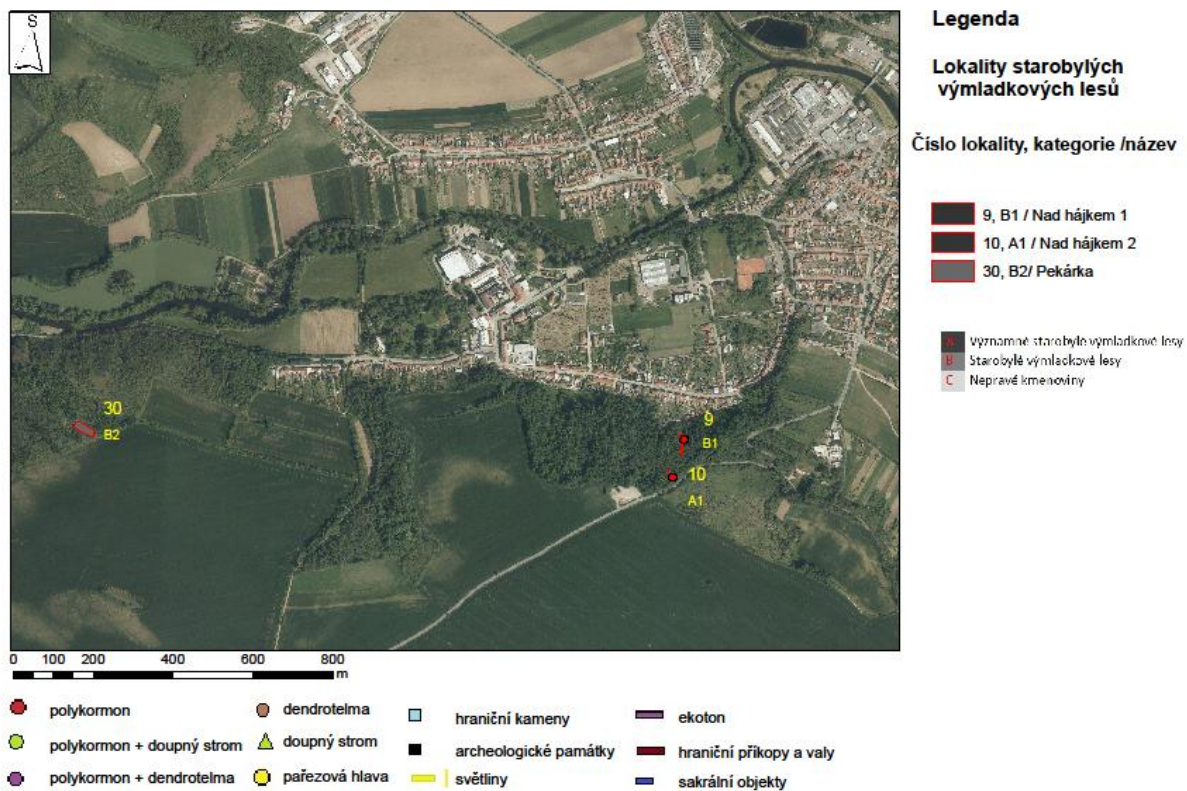 S
Legenda
Lokality starobylých
výmladkových lesů
Číslo lokality, kategorie /název
9, B1 / Nad hájkem 1
10, A1 / Nad hájkem 2
30, B2/ Pekárka
A Významné starobylé výmladkové lesy
B Starobylé výmladkové lesy
C Nepravé kmenoviny
30
B2
9
B1
10
A1
0 100 200 400 600 800
m
polykormon
polykormon + doupný strom
polykormon + dendrotelma
dendrotelma
doupný strom
pařezová hlava
hraniční kameny
archeologické památky
světliny
ekoton
hraniční příkopy a valy
sakrální objekty